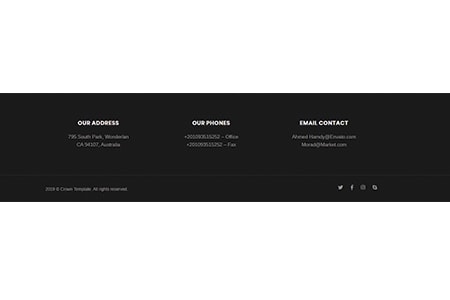 OUR ADDRESS
795 South Park, Wonderlan
CA 94107, Australia
OUR PHONES
+201093515252 – Office
+201093515252 – Fax
EMAIL CONTACT
Ahmed Hamdy@Envato.com
Morad@Market.com
2018 © Crown Template. All rights reserved.